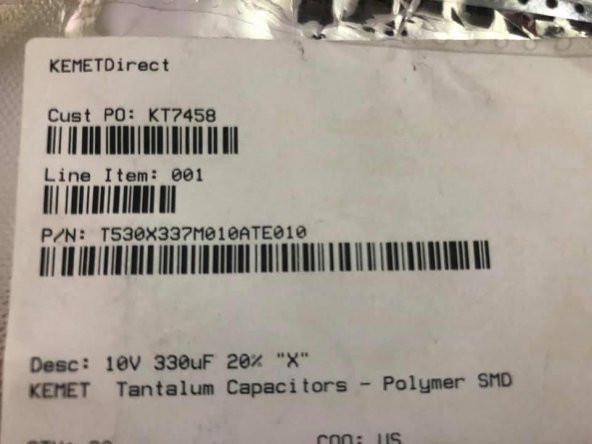 KEMETDirect
Cust PO: KT7458
Line Item: 001
P/N: T530X337M010ATE010
Desc: 10V 330uF 20% "X"
KEMET Tantalum Capacitors - Polymer SMD
COO: US